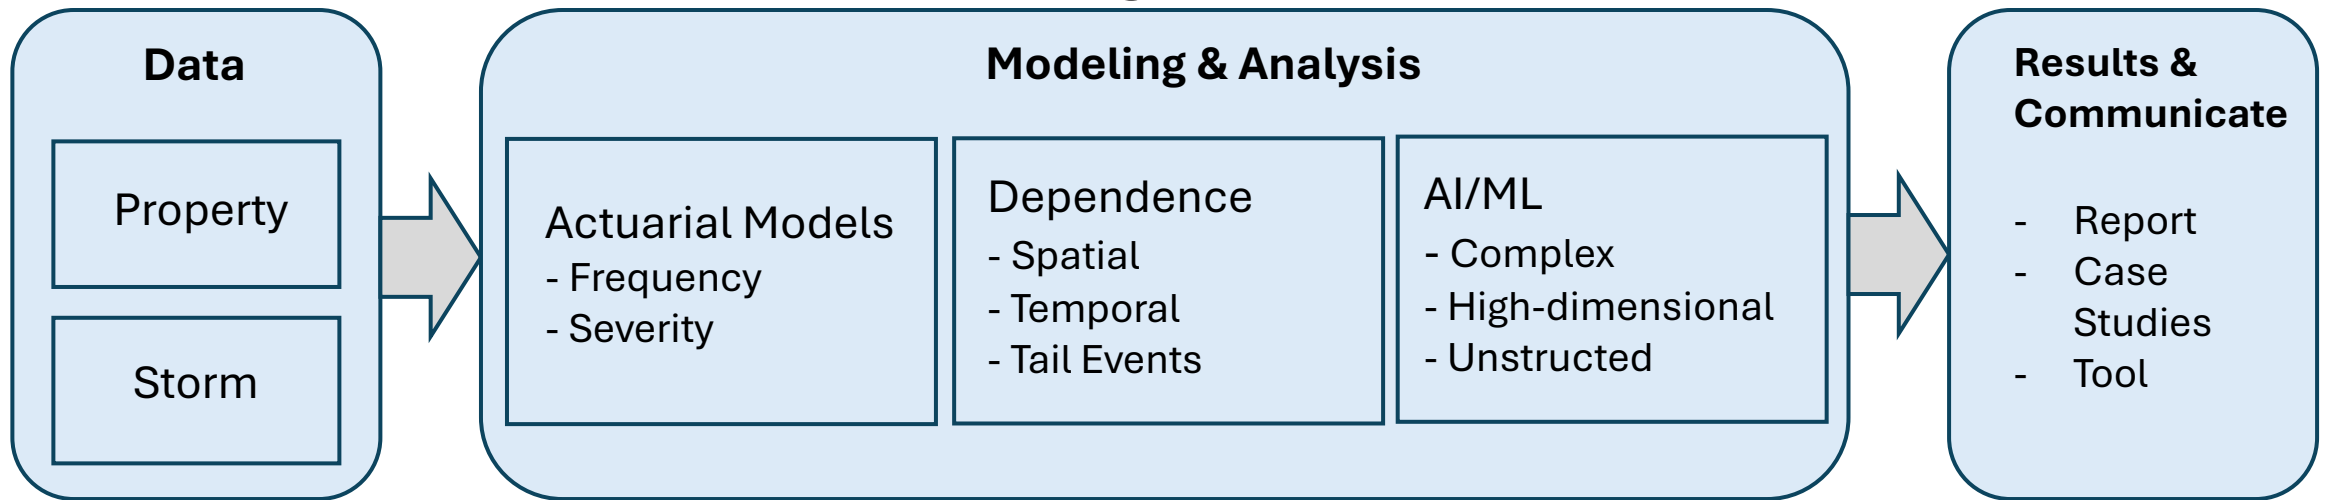 Data
Property
Storm
Modeling & Analysis
Actuarial Models
- Frequency
- Severity
Dependence
- Spatial
- Temporal
- Tail Events
AI/ML
- Complex
- High-dimensional
- Unstructed
Results &
Communicate
- Report
- Case
Studies
- Tool